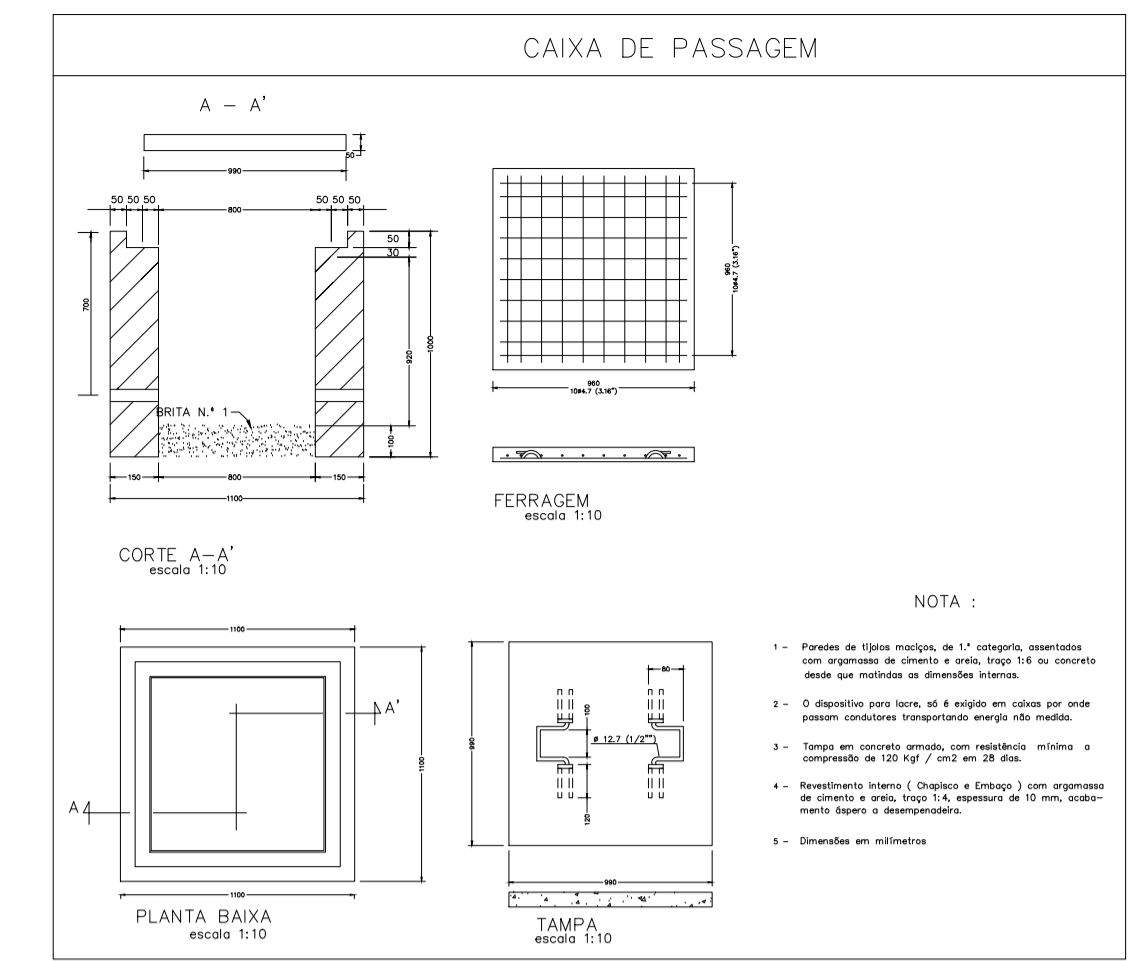 CAIXA DE PASSAGEM
A - A'
50
990
50 50 50
800
50 50 50
50
30
700
920
1000
BRITA N.º 1
100
150
800
150
1100
CORTE A-A'
escala 1:10
960
10ø4.7 (3.16")
960
10ø4.7 (3.16")
FERRAGEM
escala 1:10
1100
A'
A
1100
1100
PLANTA BAIXA
escala 1:10
80
100
ø 12.7 (1/2"")
990
120
990
TAMPA
escala 1:10
NOTA :
1 - Paredes de tijolos maciços, de 1.ª categoria, assentados
com argamassa de cimento e areia, traço 1:6 ou concreto
desde que matindas as dimensões internas.
2 - O dispositivo para lacre, só é exigido em caixas por onde
passam condutores transportando energia não medida.
3 - Tampa em concreto armado, com resistência mínima a
compressão de 120 Kgf / cm2 em 28 dias.
4 - Revestimento interno ( Chapisco e Embaço ) com argamassa
de cimento e areia, traço 1:4, espessura de 10 mm, acaba-
mento áspero a desempenadeira.
5 - Dimensões em milímetros